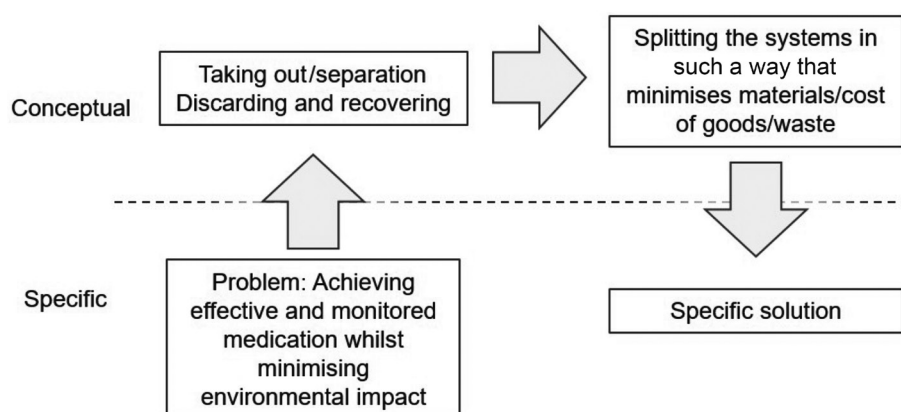 Conceptual
Taking out/separation
Discarding and recovering
Splitting the systems in
such a way that
minimises materials/cost
of goods/waste
Specific
Problem: Achieving
effective and monitored
medication whilst
minimising
environmental impact
Specific solution